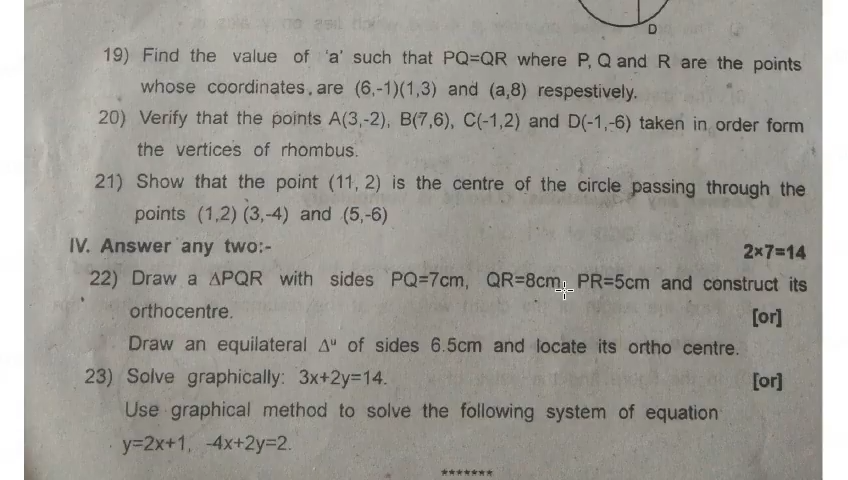 D
19) Find the value of 'a' such that PQ=QR where P, Q and R are the points
whose coordinates, are (6,-1)(1,3) and (a,8) respestively.
20) Verify that the points A(3,-2), B(7,6), C(-1,2) and D(-1,-6) taken in order form
the vertices of rhombus.
21) Show that the point (11, 2) is the centre of the circle passing through the
points (1,2) (3,-4) and (5,-6)
IV. Answer any two:-
2×7=14
22) Draw a ΔPQR with sides PQ=7cm, QR=8cm, PR=5cm and construct its
orthocentre.
[or]
Draw an equilateral Δᵘ of sides 6.5cm and locate its ortho centre.
23) Solve graphically: 3x+2y=14.
[or]
Use graphical method to solve the following system of equation
y=2x+1, -4x+2y=2.
*******